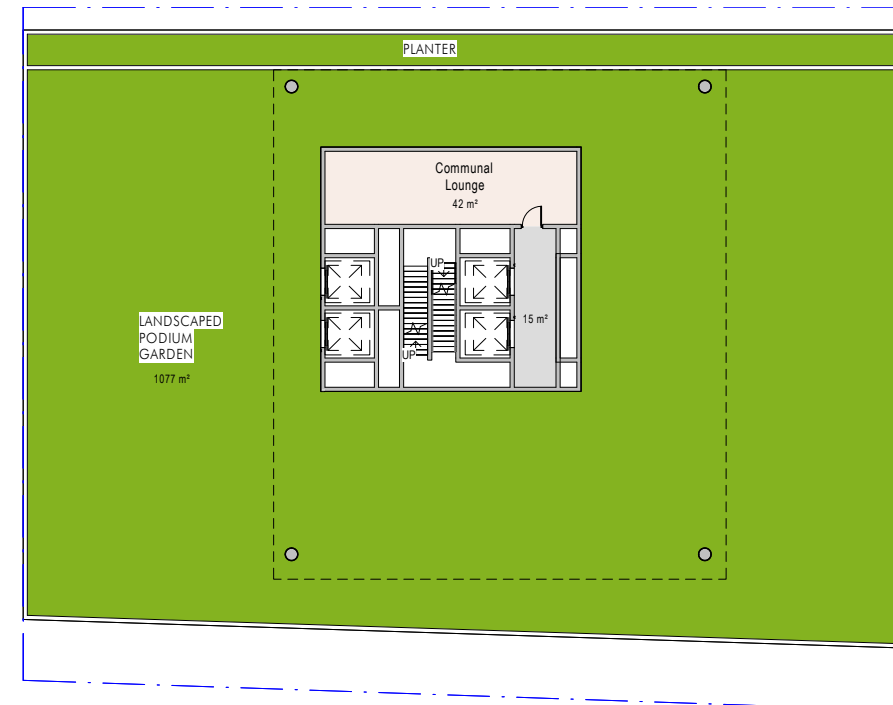 PLANTER
Communal
Lounge
42 m²
UP
15 m²
LANDSCAPED
PODIUM
GARDEN
UP
1077 m²